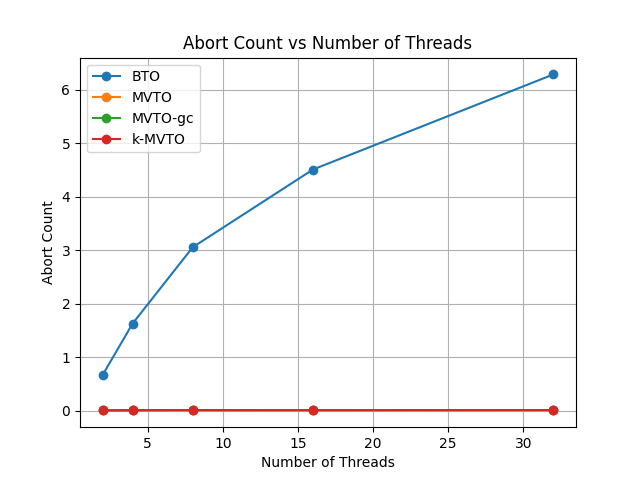 Abort Count vs Number of Threads
BTO
MVTO
MVTO-gc
k-MVTO
Abort Count
6
5
4
3
2
1
0
5 10 15 20 25 30
Number of Threads